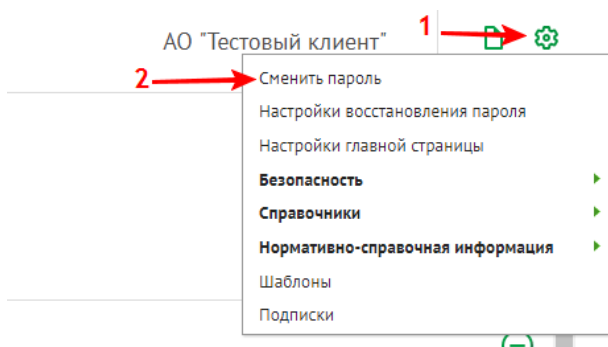 АО "Тестовый клиент" 1
2 Сменить пароль
Настройки восстановления пароля
Настройки главной страницы
Безопасность
Справочники
Нормативно-справочная информация
Шаблоны
Подписки